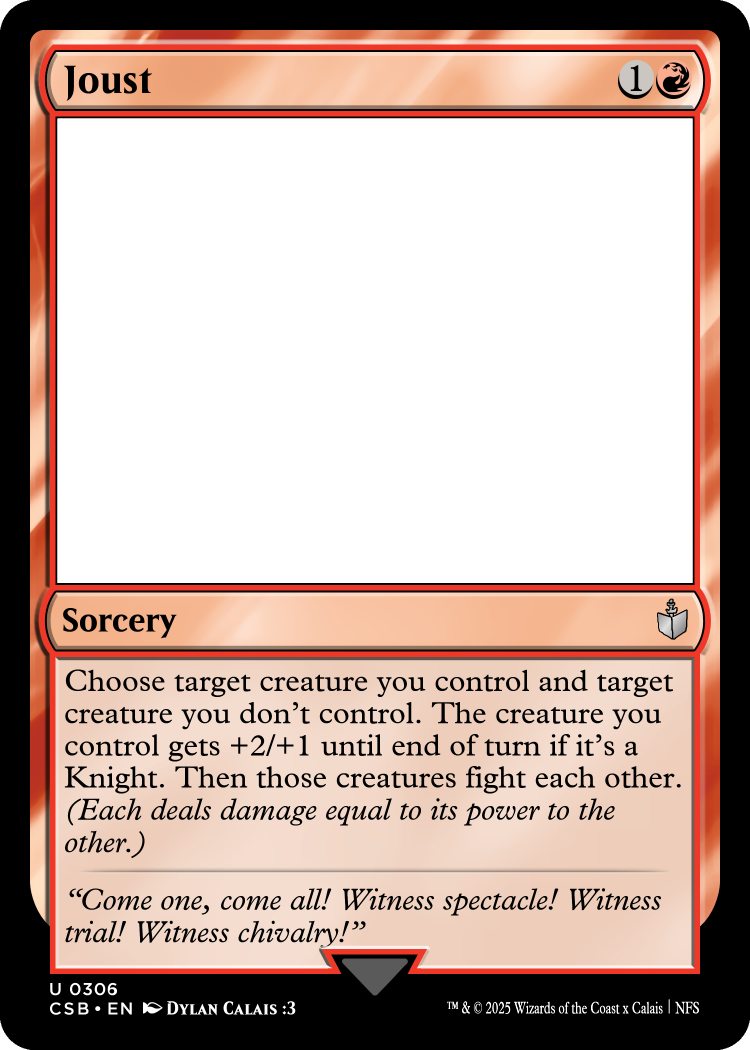 Joust 1
Sorcery
Choose target creature you control and target
creature you don’t control. The creature you
control gets +2/+1 until end of turn if it’s a
Knight. Then those creatures fight each other.
(Each deals damage equal to its power to the
other.)
“Come one, come all! Witness spectacle! Witness
trial! Witness chivalry!”
U 0306
CSB • EN DYLAN CALAIS :3 ™ & © 2025 Wizards of the Coast x Calais | NFS